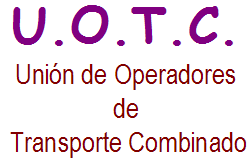 U.O.T.C.
Unión de Operadores
de
Transporte Combinado